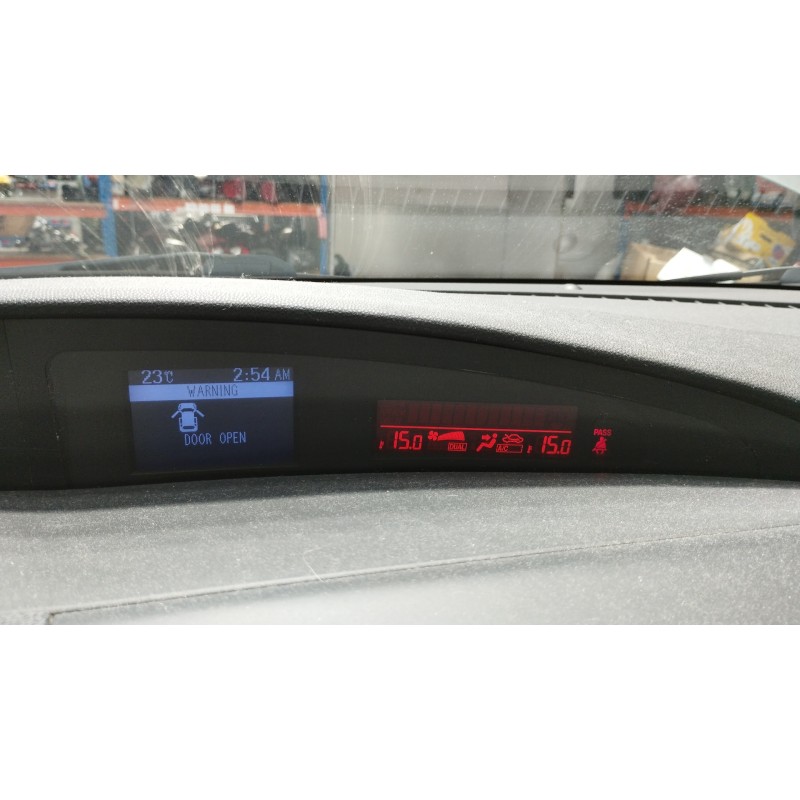 23°C 2:54 AM
WARNING
DOOR OPEN
15.0 DUAL A/C 15.0
PASS